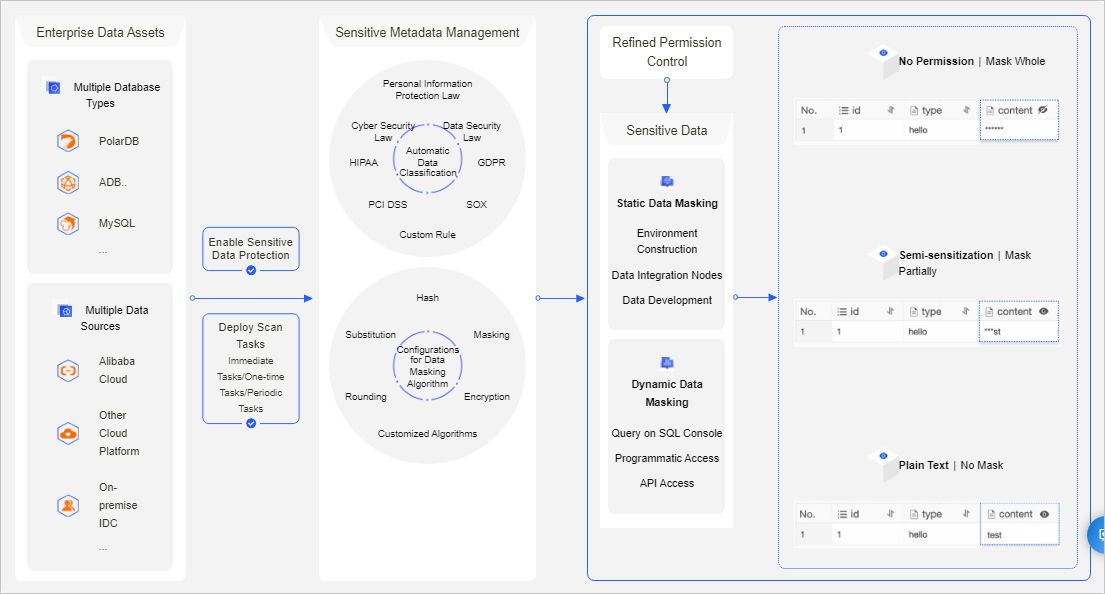 Enterprise Data Assets
Multiple Database
Types
PolarDB
ADB..
MySQL
...
Multiple Data
Sources
Alibaba
Cloud
Other
Cloud
Platform
On-
premise
IDC
...
Enable Sensitive
Data Protection
Deploy Scan
Tasks
Immediate
Tasks/One-time
Tasks/Periodic
Tasks
Sensitive Metadata Management
Personal Information
Protection Law
Cyber Security
Law
Data Security
Law
HIPAA
Automatic
Data
Classification
GDPR
PCI DSS
SOX
Custom Rule
Hash
Substitution
Masking
Configurations
for Data
Masking
Algorithm
Rounding
Encryption
Customized Algorithms
Refined Permission
Control
Sensitive Data
Static Data Masking
Environment
Construction
Data Integration Nodes
Data Development
Dynamic Data
Masking
Query on SQL Console
Programmatic Access
API Access
No Permission | Mask Whole
No. id type content
1 1 hello ******
Semi-sensitization | Mask
Partially
No. id type content
1 1 hello ***st
Plain Text | No Mask
No. id type content
1 1 hello test